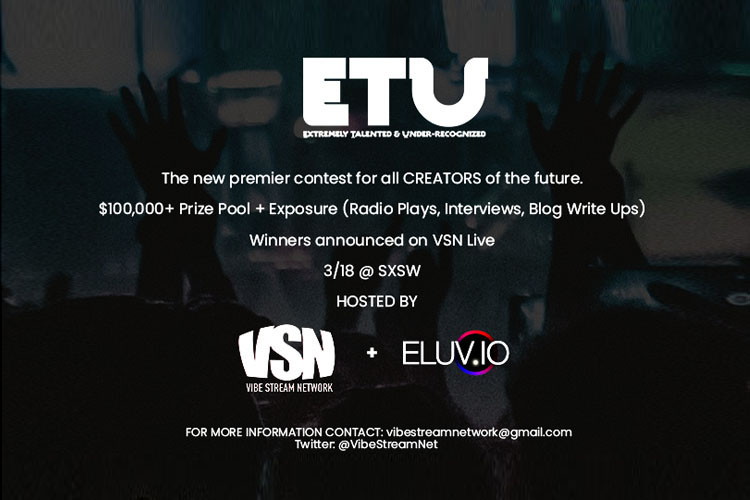 ETU
EXTREMELY TALENTED & UNDER-RECOGNIZED
The new premier contest for all CREATORS of the future.
$100,000+ Prize Pool + Exposure (Radio Plays, Interviews, Blog Write Ups)
Winners announced on VSN Live
3/18 @ SXSW
HOSTED BY
VSN + ELUV.IO
VIBE STREAM NETWORK
FOR MORE INFORMATION CONTACT: vibestreamnetwork@gmail.com
Twitter: @VibeStreamNet